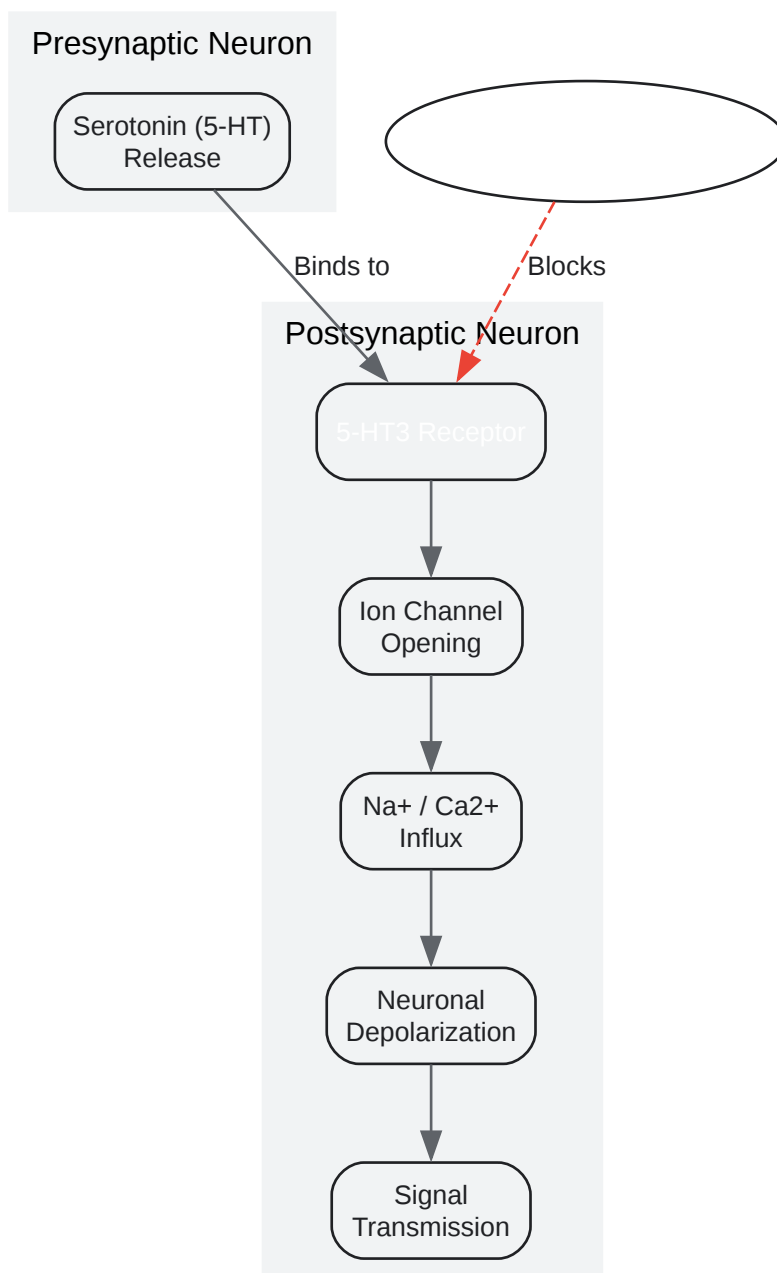 Presynaptic Neuron
Serotonin (5-HT)
Release
Binds to
Blocks
Postsynaptic Neuron
5-HT3 Receptor
Ion Channel
Opening
Na+ / Ca2+
Influx
Neuronal
Depolarization
Signal
Transmission